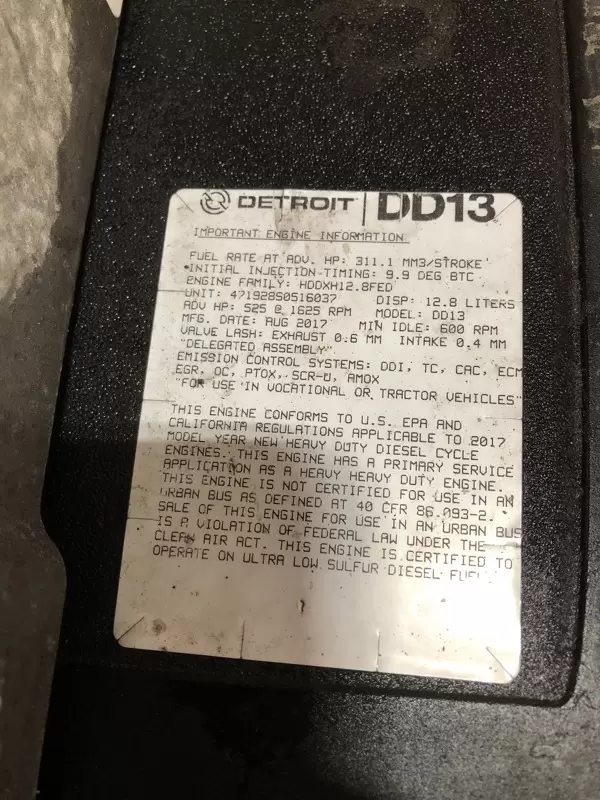 DETROIT DD13
IMPORTANT ENGINE INFORMATION
FUEL RATE AT ADV. HP: 311.1 MM3/STROKE
INITIAL INJECTION TIMING: 9.9 DEG BTC
ENGINE FAMILY: HDDXH12.8FED
UNIT: 471928S0516037 DISP: 12.8 LITERS
ADV HP: 525 @ 1625 RPM MODEL: DD13
MFG. DATE: AUG 2017 MIN IDLE: 600 RPM
VALVE LASH: EXHAUST 0.6 MM INTAKE 0.4 MM
"DELEGATED ASSEMBLY"
EMISSION CONTROL SYSTEMS: DDI, TC, CAC, ECM
EGR, OC, PTOX, SCR-U, AMOX
"FOR USE IN VOCATIONAL OR TRACTOR VEHICLES"
THIS ENGINE CONFORMS TO U.S. EPA AND
CALIFORNIA REGULATIONS APPLICABLE TO 2017
MODEL YEAR NEW HEAVY DUTY DIESEL CYCLE
ENGINES. THIS ENGINE HAS A PRIMARY SERVICE
APPLICATION AS A HEAVY HEAVY DUTY ENGINE.
THIS ENGINE IS NOT CERTIFIED FOR USE IN AN
URBAN BUS AS DEFINED AT 40 CFR 86.093-2.
SALE OF THIS ENGINE FOR USE IN AN URBAN BUS
IS A VIOLATION OF FEDERAL LAW UNDER THE
CLEAN AIR ACT. THIS ENGINE IS CERTIFIED TO
OPERATE ON ULTRA LOW SULFUR DIESEL FUEL